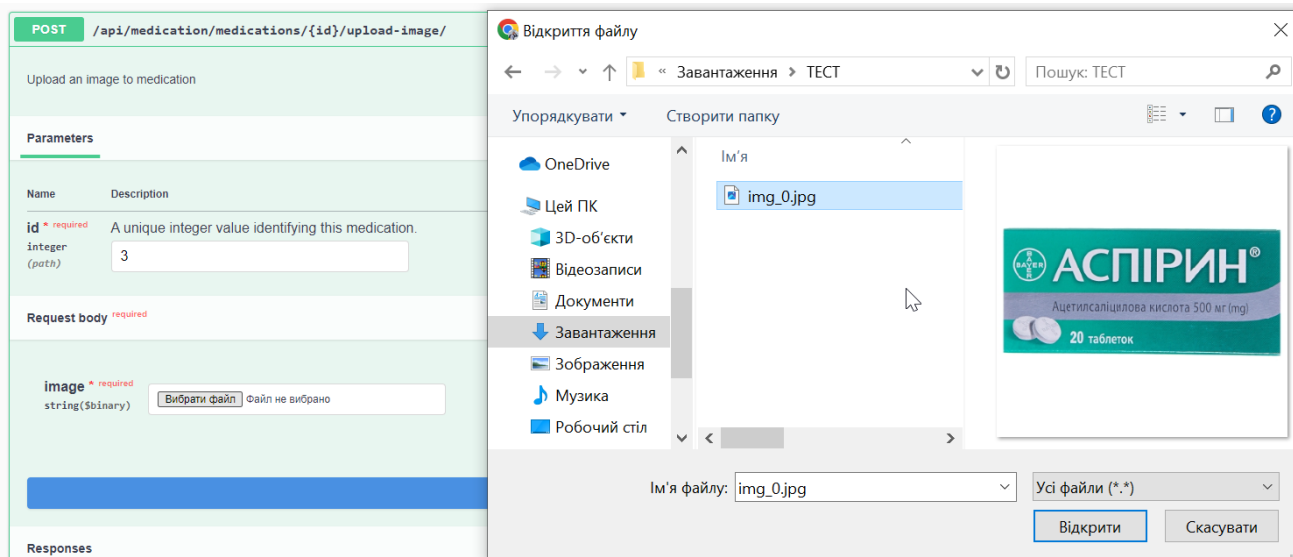 POST /api/medication/medications/{id}/upload-image/
Upload an image to medication
Parameters
Name Description
id * required A unique integer value identifying this medication.
integer
(path)
3
Request body required
image * required
string($binary)
Вибрати файл Файл не вибрано
Responses
Відкриття файлу
« Завантаження > ТЕСТ
Пошук: ТЕСТ
Упорядкувати Створити папку
OneDrive
Цей ПК
3D-об'єкти
Відеозаписи
Документи
Завантаження
Зображення
Музика
Робочий стіл
Ім'я
img_0.jpg
BAYER
АСПІРИН®
Ацетилсаліцилова кислота 500 мг (mg)
20 таблеток
Ім'я файлу: img_0.jpg
Усі файли (*.*)
Відкрити Скасувати